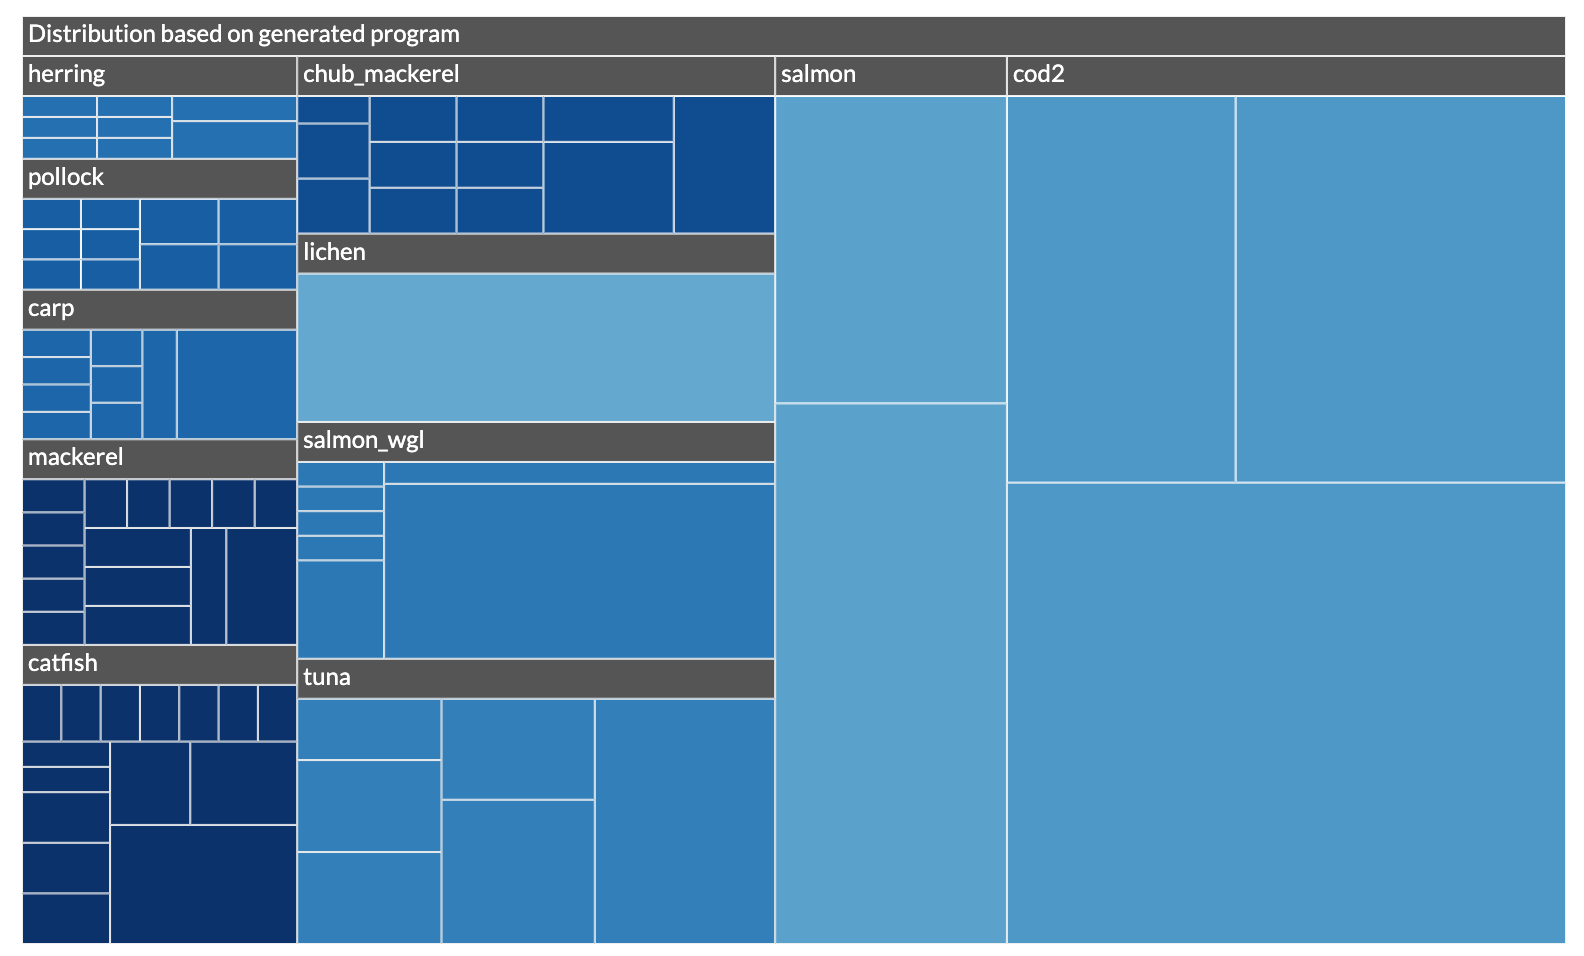 Distribution based on generated program
herring
chub_mackerel
salmon
cod2
pollock
lichen
carp
salmon_wgl
mackerel
catfish
tuna